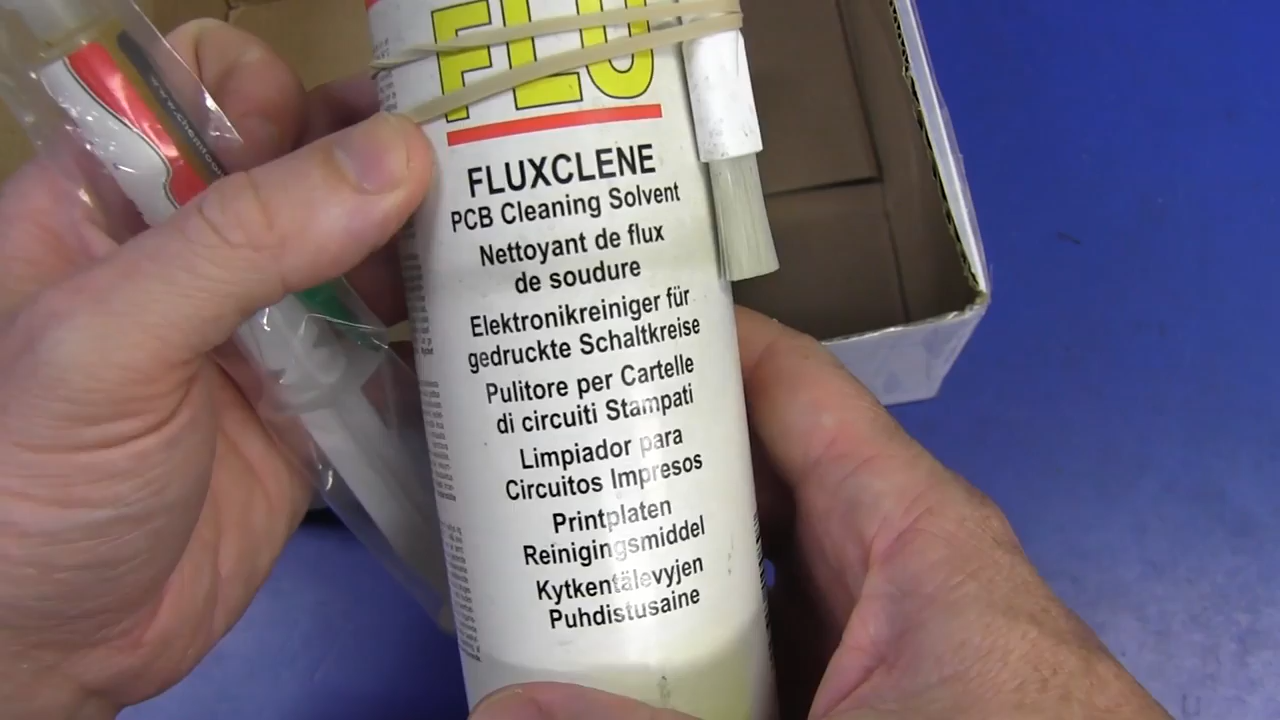 FLU
FLUXCLENE
PCB Cleaning Solvent
Nettoyant de flux
de soudure
Elektronikreiniger für
gedruckte Schaltkreise
Pulitore per Cartelle
di circuiti Stampati
Limpiador para
Circuitos Impresos
Printplaten
Reinigingsmiddel
Kytkentälevyjen
Puhdistusaine